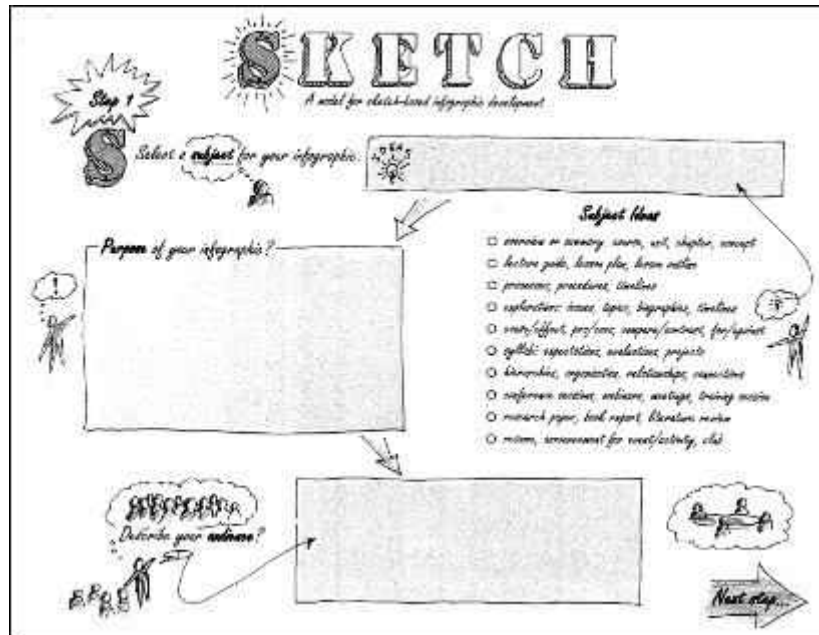 SKETCH
A model for sketch-based infographic development
Step 1
S
Select a subject for your infographic.
Subject Ideas
overview or summary: course, unit, chapter, concept
lecture guide, lesson plan, lesson outline
processes, procedures, timelines
explorations: issues, topics, biographies, timelines
cause/effect, pro/cons, compare/contrast, for/against
syllabi: expectations, evaluations, projects
hierarchies, organization, relationships, connections
conference sessions, webinars, meetings, training session
research paper, book report, literature review
review, announcement for event/activity, club
Purpose of your infographic?
!
Describe your audience?
Next step...